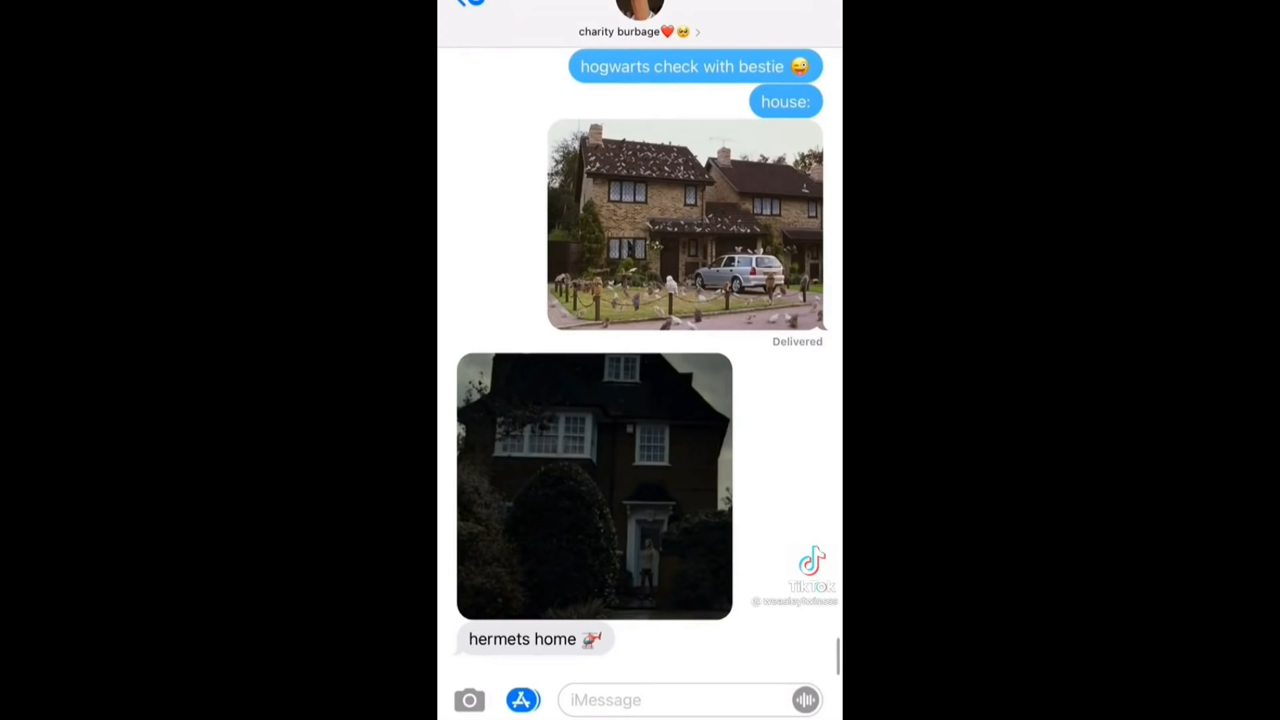 charity burbage❤️🥺 >
hogwarts check with bestie 😜
house:
Delivered
TikTok
hermets home 🚁
iMessage